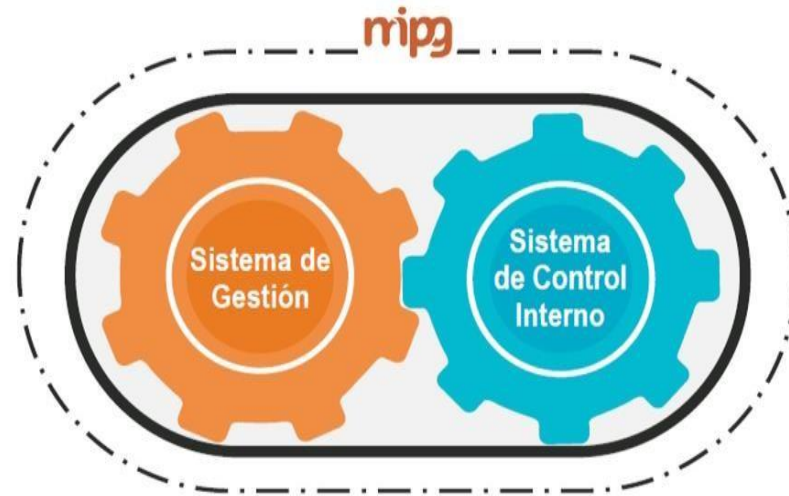 mipg
Sistema de
Gestión
Sistema
de Control
Interno